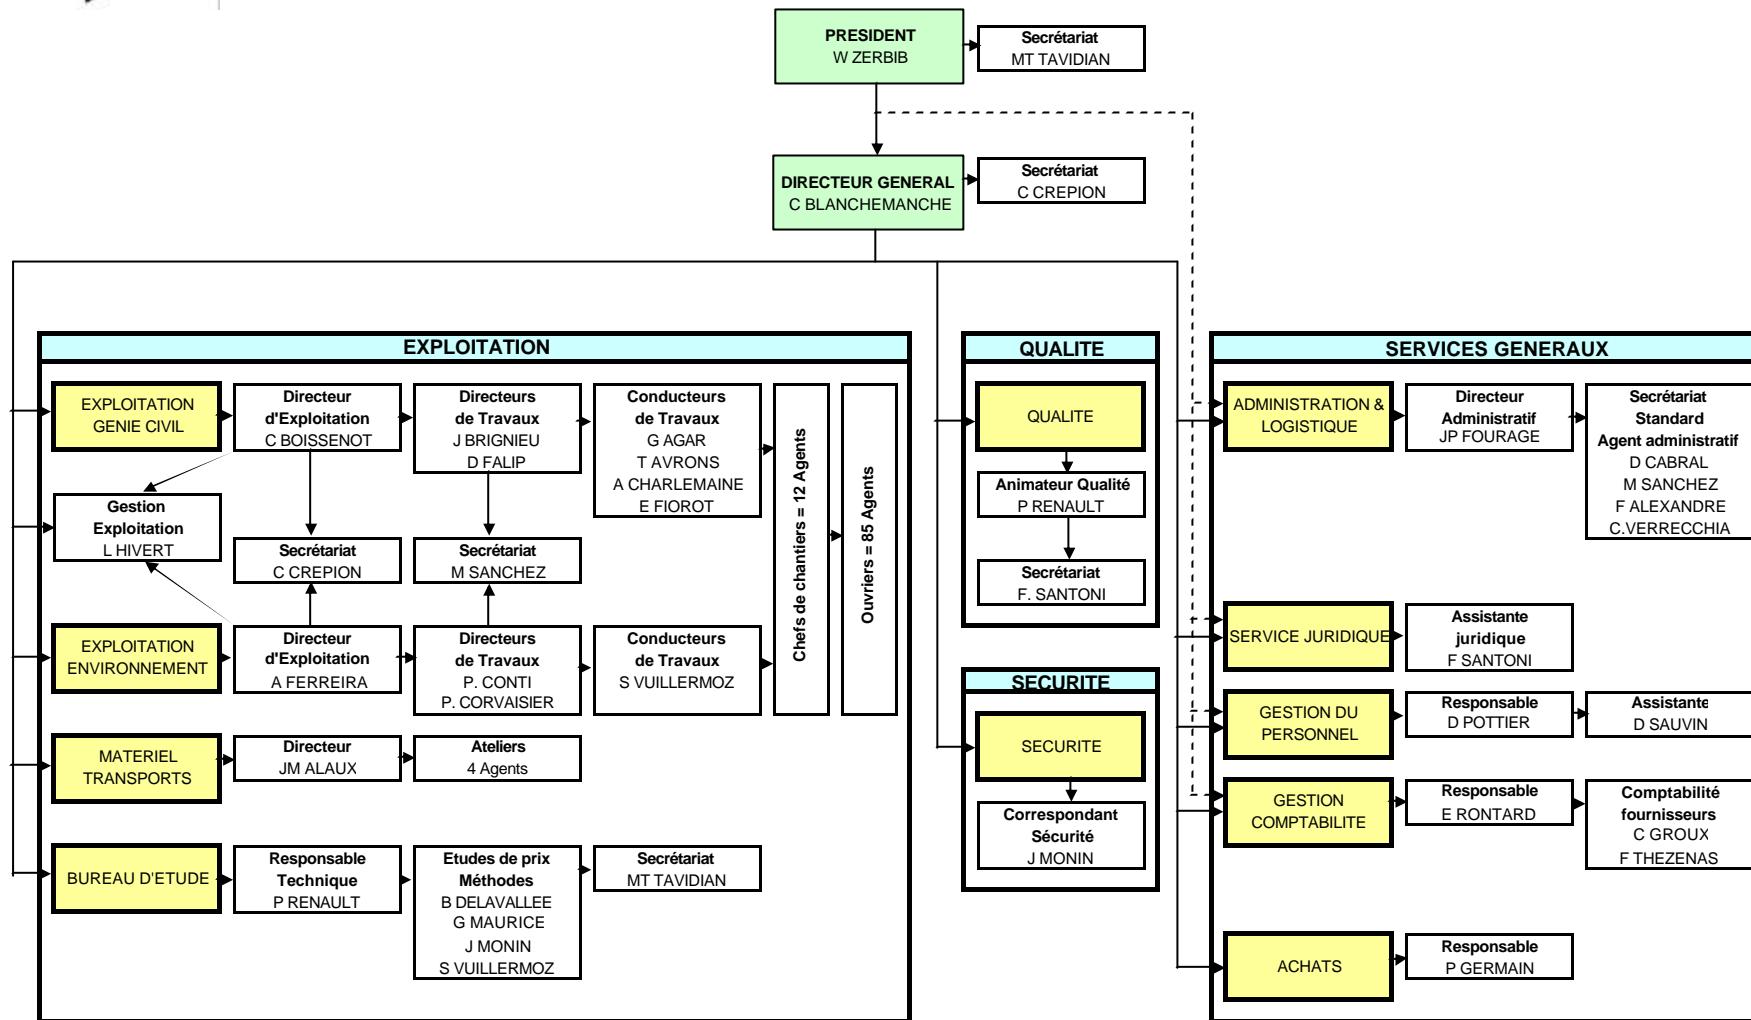 PRESIDENT
W ZERBIB
Secrétariat
MT TAVIDIAN
DIRECTEUR GENERAL
C BLANCHEMANCHE
Secrétariat
C CREPION
EXPLOITATION
EXPLOITATION
GENIE CIVIL
Directeur
d'Exploitation
C BOISSENOT
Directeurs
de Travaux
J BRIGNIEU
D FALIP
Conducteurs
de Travaux
G AGAR
T AVRONS
A CHARLEMAINE
E FIOROT
Chefs de chantiers = 12 Agents
Ouvriers = 85 Agents
Gestion
Exploitation
L HIVERT
Secrétariat
C CREPION
Secrétariat
M SANCHEZ
EXPLOITATION
ENVIRONNEMENT
Directeur
d'Exploitation
A FERREIRA
Directeurs
de Travaux
P. CONTI
P. CORVAISIER
Conducteurs
de Travaux
S VUILLERMOZ
MATERIEL
TRANSPORTS
Directeur
JM ALAUX
Ateliers
4 Agents
BUREAU D'ETUDE
Responsable
Technique
P RENAULT
Etudes de prix
Méthodes
B DELAVALLEE
G MAURICE
J MONIN
S VUILLERMOZ
Secrétariat
MT TAVIDIAN
QUALITE
QUALITE
Animateur Qualité
P RENAULT
Secrétariat
F. SANTONI
SECURITE
SECURITE
Correspondant
Sécurité
J MONIN
SERVICES GENERAUX
ADMINISTRATION &
LOGISTIQUE
Directeur
Administratif
JP FOURAGE
Secrétariat
Standard
Agent administratif
D CABRAL
M SANCHEZ
F ALEXANDRE
C.VERRECCHIA
SERVICE JURIDIQUE
Assistante
juridique
F SANTONI
GESTION DU
PERSONNEL
Responsable
D POTTIER
Assistante
D SAUVIN
GESTION
COMPTABILITE
Responsable
E RONTARD
Comptabilité
fournisseurs
C GROUX
F THEZENAS
ACHATS
Responsable
P GERMAIN